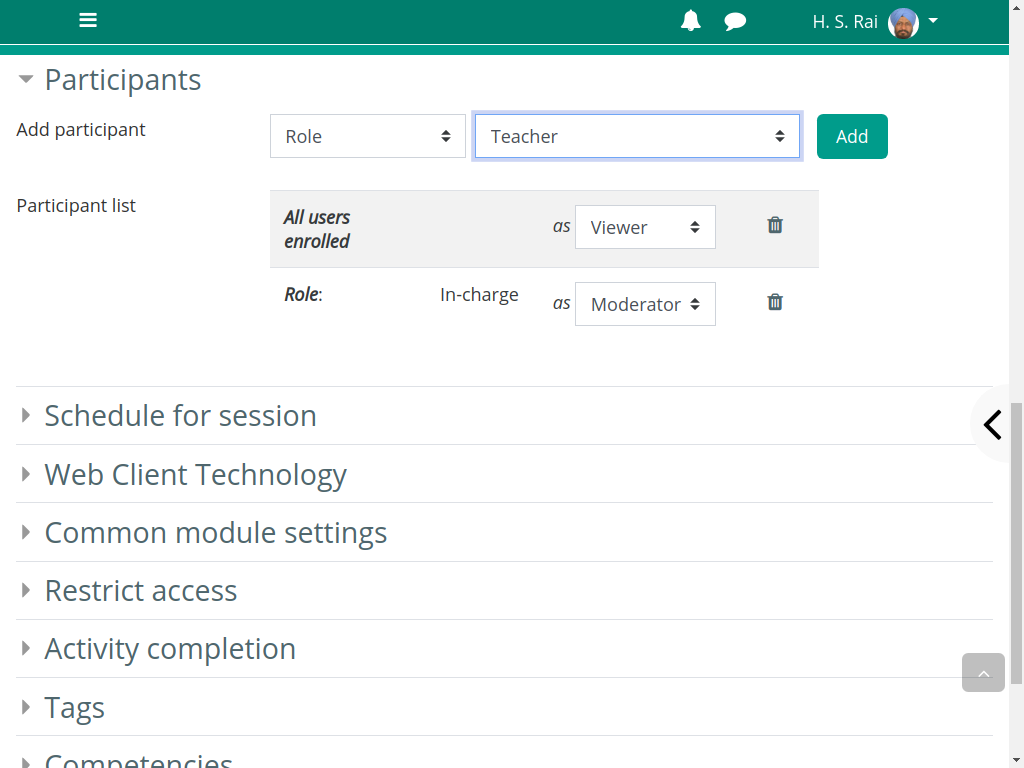 H. S. Rai
Participants
Add participant
Role
Teacher
Add
Participant list
All users
enrolled
as
Viewer
Role:
In-charge
as
Moderator
Schedule for session
Web Client Technology
Common module settings
Restrict access
Activity completion
Tags
Competencies